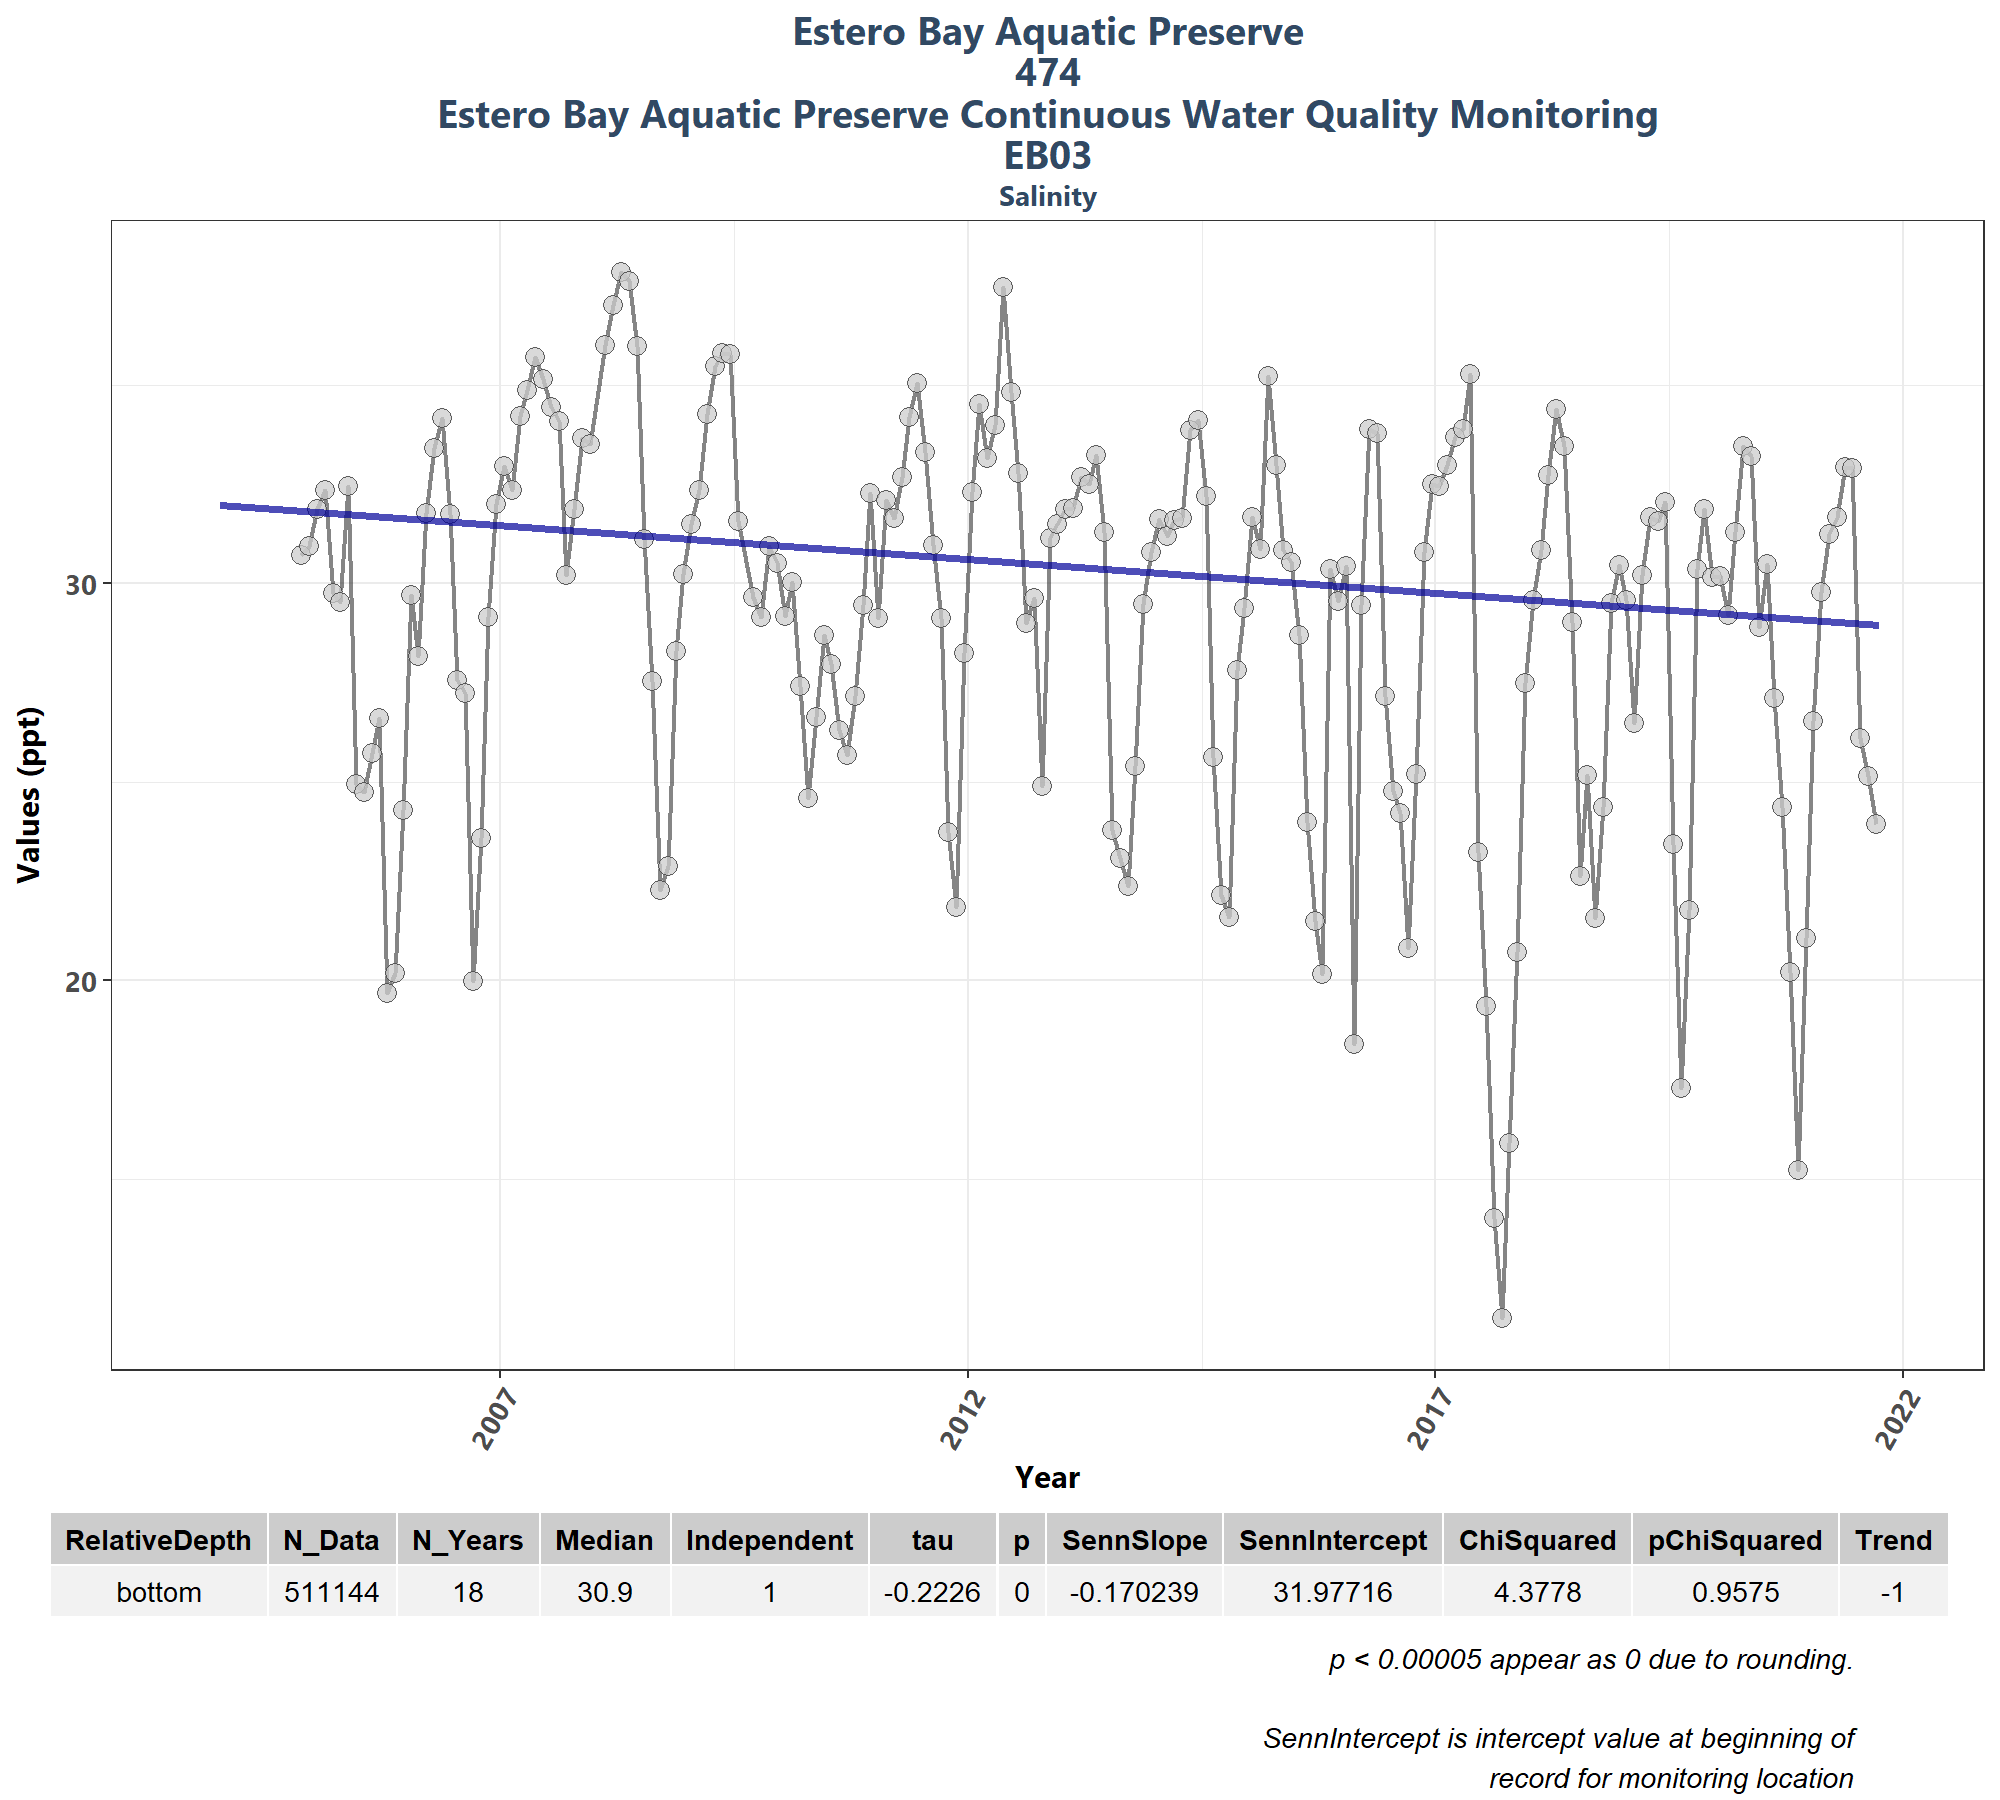 Estero Bay Aquatic Preserve
474
Estero Bay Aquatic Preserve Continuous Water Quality Monitoring
EB03
Salinity
Values (ppt)
30
20
2007 2012 2017 2022
Year
RelativeDepth N_Data N_Years Median Independent tau p SennSlope SennIntercept ChiSquared pChiSquared Trend
bottom 511144 18 30.9 1 -0.2226 0 -0.170239 31.97716 4.3778 0.9575 -1
p < 0.00005 appear as 0 due to rounding.
SennIntercept is intercept value at beginning of
record for monitoring location